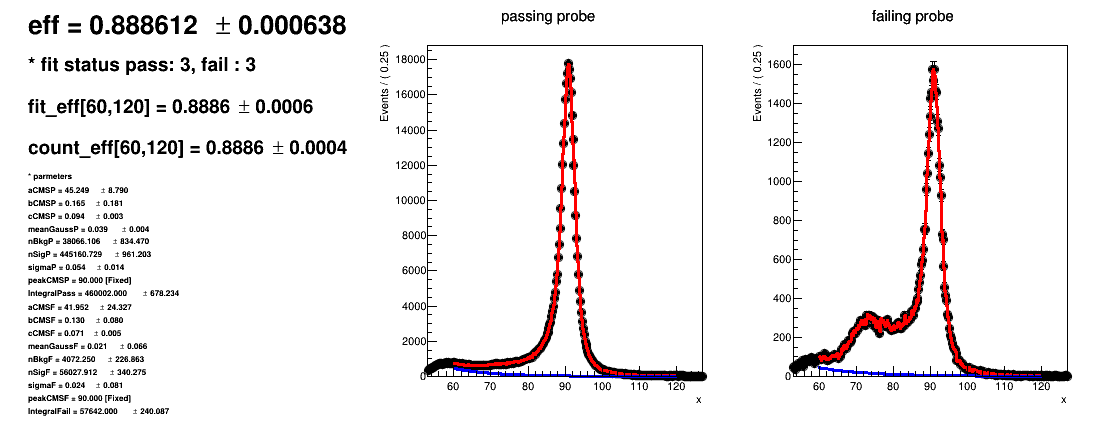 eff = 0.888612 ± 0.000638
* fit status pass: 3, fail : 3
fit_eff[60,120] = 0.8886 ± 0.0006
count_eff[60,120] = 0.8886 ± 0.0004
* parmeters
aCMSP = 45.249 ± 8.790
bCMSP = 0.165 ± 0.181
cCMSP = 0.094 ± 0.003
meanGaussP = 0.039 ± 0.004
nBkgP = 38066.106 ± 834.470
nSigP = 445160.729 ± 961.203
sigmaP = 0.054 ± 0.014
peakCMSP = 90.000 [Fixed]
IntegralPass = 460002.000 ± 678.234
aCMSF = 41.952 ± 24.327
bCMSF = 0.130 ± 0.080
cCMSF = 0.071 ± 0.005
meanGaussF = 0.021 ± 0.066
nBkgF = 4072.250 ± 226.863
nSigF = 56027.912 ± 340.275
sigmaF = 0.024 ± 0.081
peakCMSF = 90.000 [Fixed]
IntegralFail = 57642.000 ± 240.087
passing probe
Events / ( 0.25 )
18000
16000
14000
12000
10000
8000
6000
4000
2000
0
60 70 80 90 100 110 120
x
failing probe
Events / ( 0.25 )
1600
1400
1200
1000
800
600
400
200
0
60 70 80 90 100 110 120
x